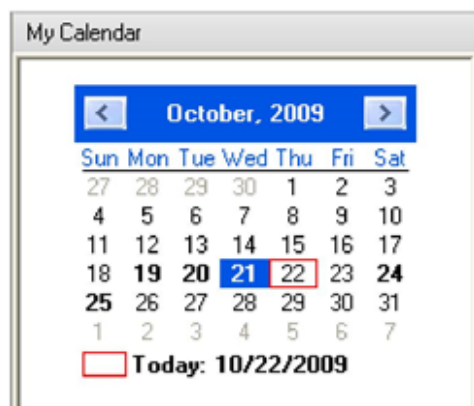 My Calendar
October, 2009
Sun Mon Tue Wed Thu Fri Sat
27 28 29 30 1 2 3
4 5 6 7 8 9 10
11 12 13 14 15 16 17
18 19 20 21 22 23 24
25 26 27 28 29 30 31
1 2 3 4 5 6 7
Today: 10/22/2009